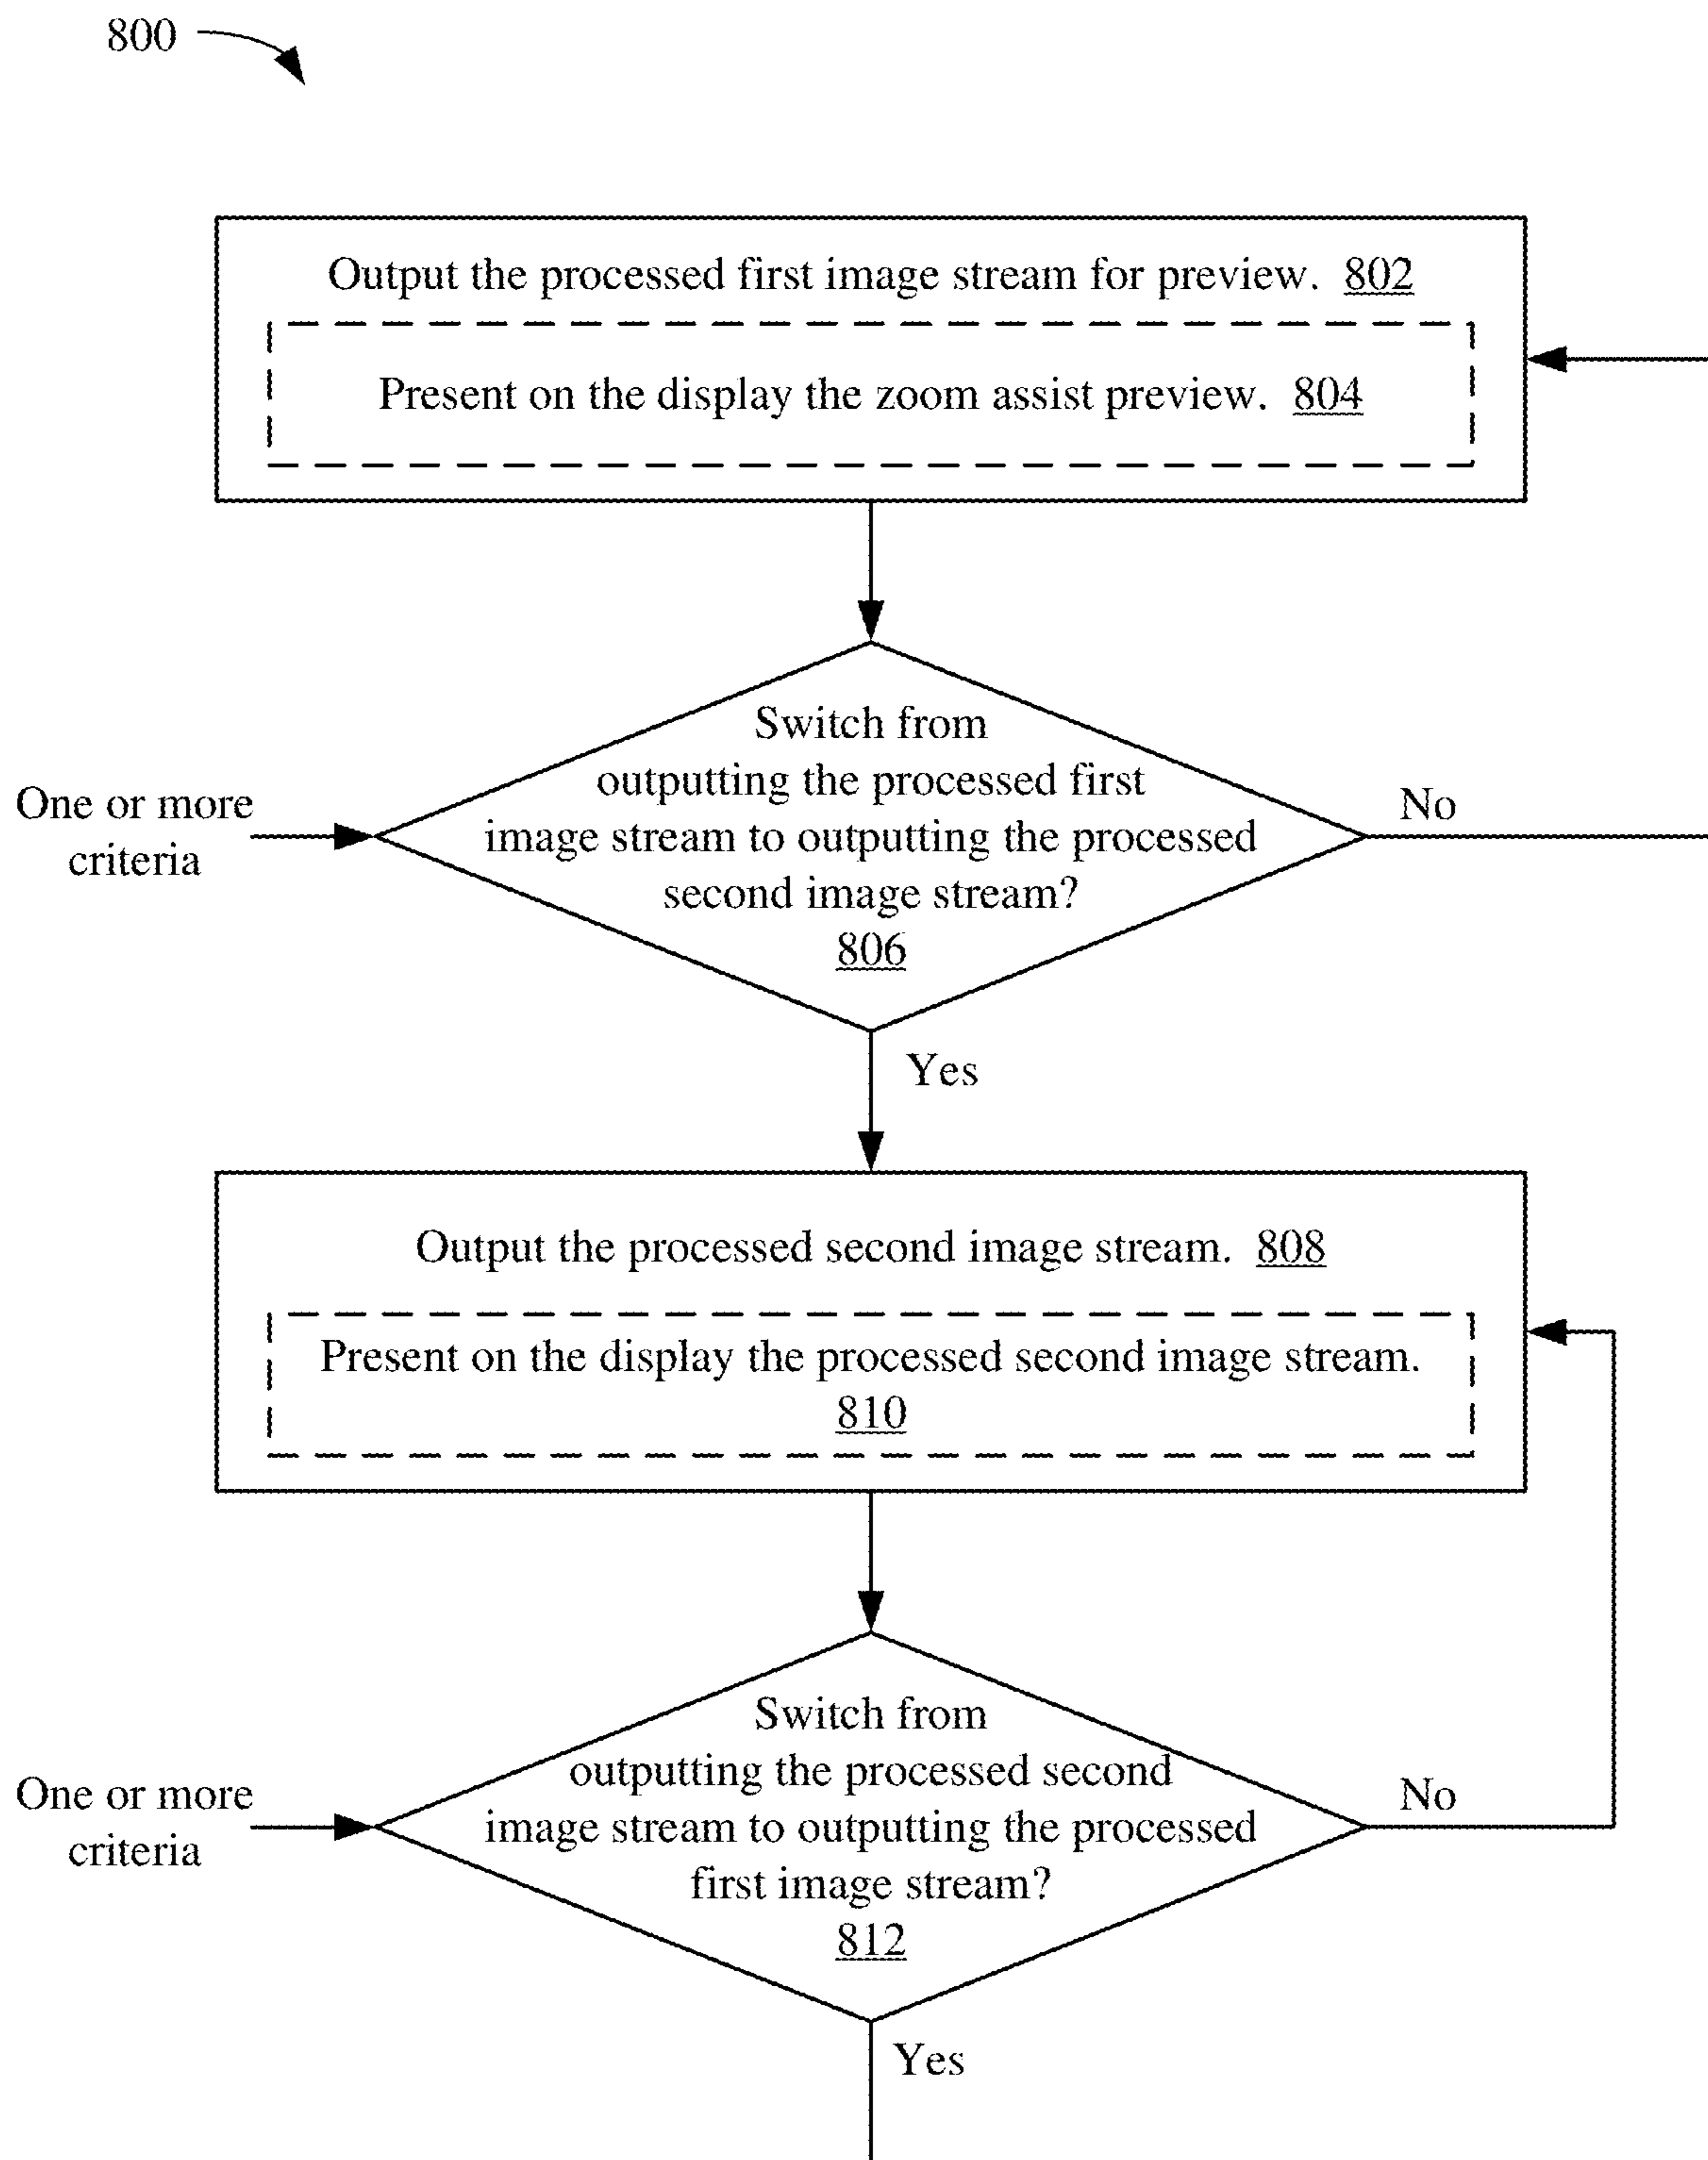 800
Output the processed first image stream for preview. 802
Present on the display the zoom assist preview. 804
Switch from
outputting the processed first
image stream to outputting the processed
second image stream?
806
One or more
criteria
No
Yes
Output the processed second image stream. 808
Present on the display the processed second image stream.
810
Switch from
outputting the processed second
image stream to outputting the processed
first image stream?
812
One or more
criteria
No
Yes